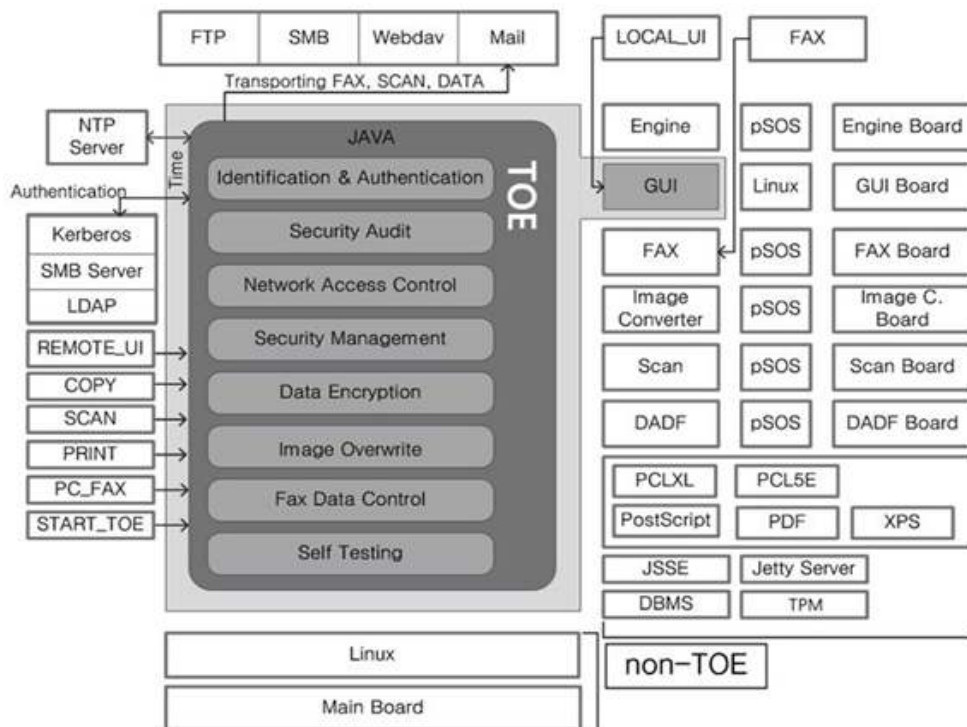 FTP SMB Webdav Mail
LOCAL_UI
FAX
Transporting FAX, SCAN, DATA
NTP
Server
Time
Authentication
Kerberos
SMB Server
LDAP
REMOTE_UI
COPY
SCAN
PRINT
PC_FAX
START_TOE
JAVA
TOE
Identification & Authentication
Security Audit
Network Access Control
Security Management
Data Encryption
Image Overwrite
Fax Data Control
Self Testing
Linux
Main Board
Engine pSOS Engine Board
GUI Linux GUI Board
FAX pSOS FAX Board
Image
Converter
pSOS
Image C.
Board
Scan pSOS Scan Board
DADF pSOS DADF Board
PCLXL PCL5E
PostScript PDF XPS
JSSE Jetty Server
DBMS TPM
non-TOE